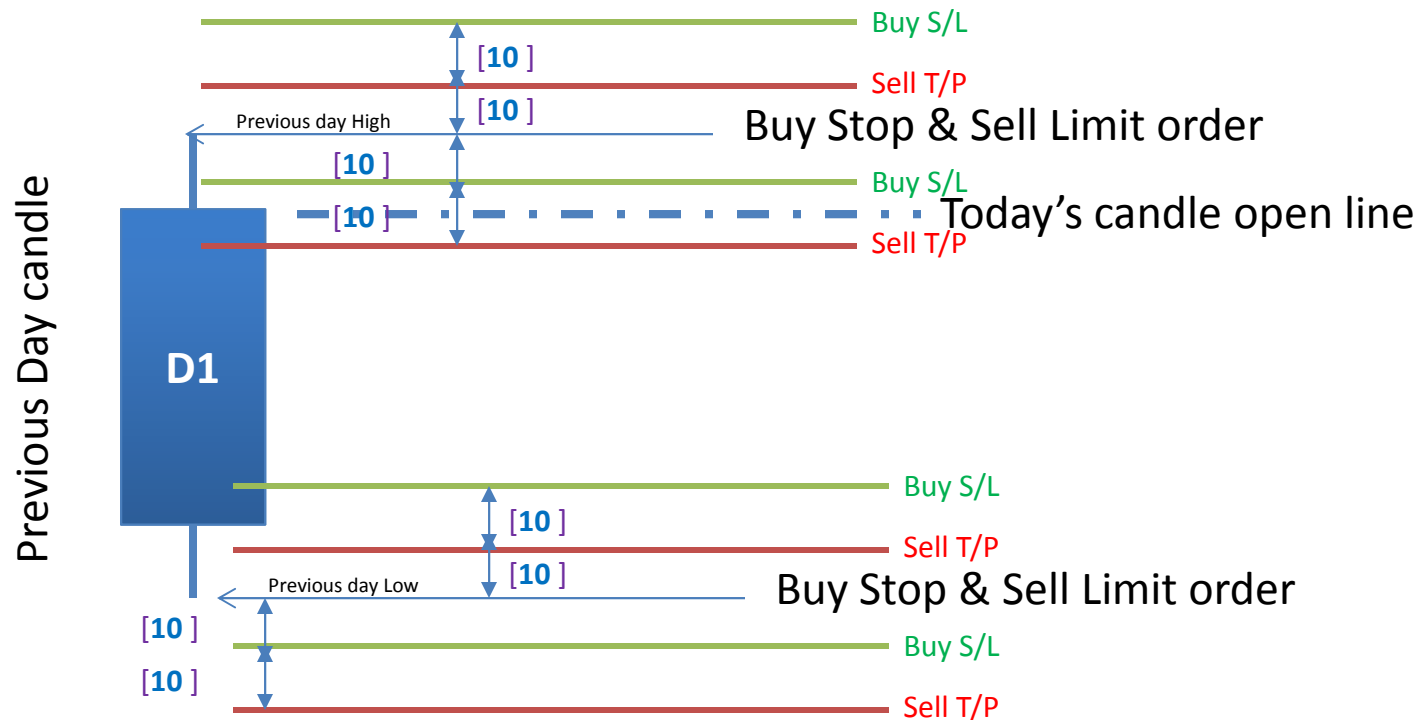 Buy S/L
[10 ]
Sell T/P
[10 ]
Previous day High
Buy Stop & Sell Limit order
[10 ]
Buy S/L
[10 ]
Today's candle open line
Sell T/P
Previous Day candle
D1
Buy S/L
[10 ]
Sell T/P
[10 ]
Previous day Low
Buy Stop & Sell Limit order
[10 ]
Buy S/L
[10 ]
Sell T/P